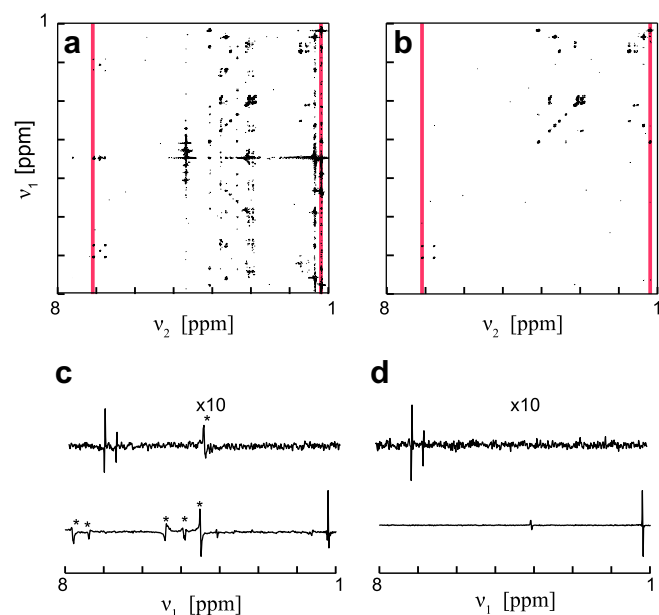 a
b
1
ν1 [ppm]
8
1
8
1
ν2 [ppm]
ν2 [ppm]
c
d
x10
*
x10
* * * * *
8
1
8
1
ν1 [ppm]
ν1 [ppm]